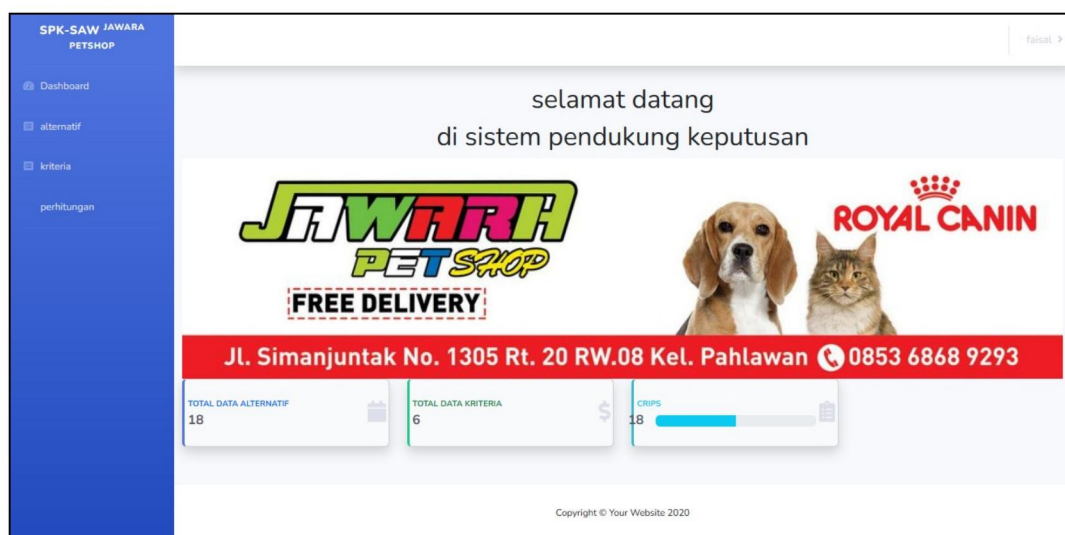 SPK-SAW JAWARA
PETSHOP
faisal
Dashboard
alternatif
kriteria
perhitungan
selamat datang
di sistem pendukung keputusan
JAWARA
PET SHOP
FREE DELIVERY
ROYAL CANIN
Jl. Simanjuntak No. 1305 Rt. 20 RW.08 Kel. Pahlawan 0853 6868 9293
TOTAL DATA ALTERNATIF
18
TOTAL DATA KRITERIA
6
CRIPS
18
Copyright © Your Website 2020